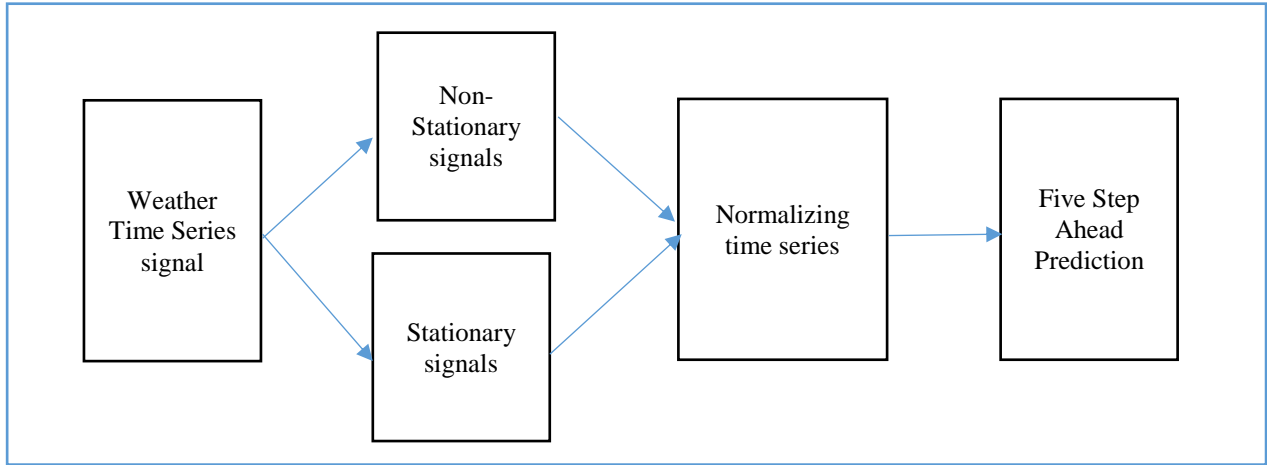 Weather
Time Series
signal
Non-
Stationary
signals
Stationary
signals
Normalizing
time series
Five Step
Ahead
Prediction